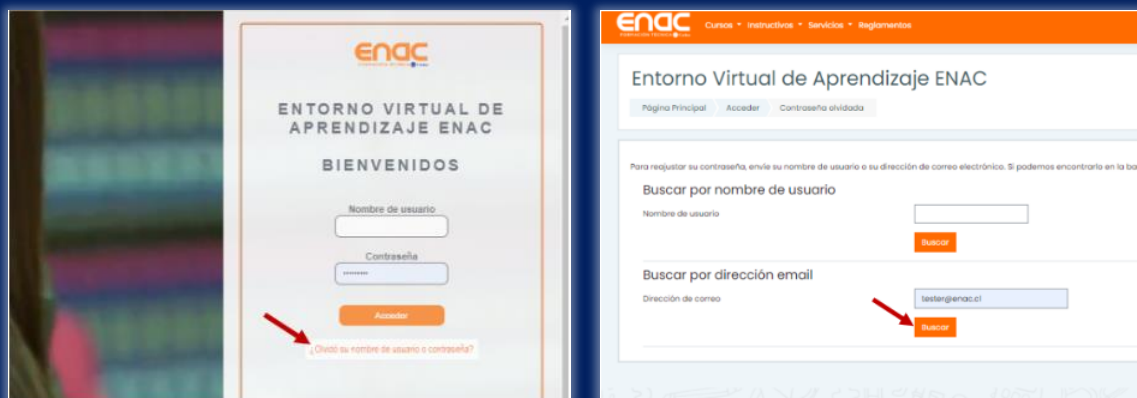 enac
ENTORNO VIRTUAL DE
APRENDIZAJE ENAC
BIENVENIDOS
Nombre de usuario
Contraseña
••••••••
Acceder
¿Olvidó su nombre de usuario o contraseña?
enac Cursos Instructivos Servicios Reglamentos
Entorno Virtual de Aprendizaje ENAC
Página Principal Acceder Contraseña olvidada
Para reajustar su contraseña, envíe su nombre de usuario o su dirección de correo electrónico. Si podemos encontrarlo en la ba
Buscar por nombre de usuario
Nombre de usuario
Buscar
Buscar por dirección email
Dirección de correo tester@enac.cl
Buscar